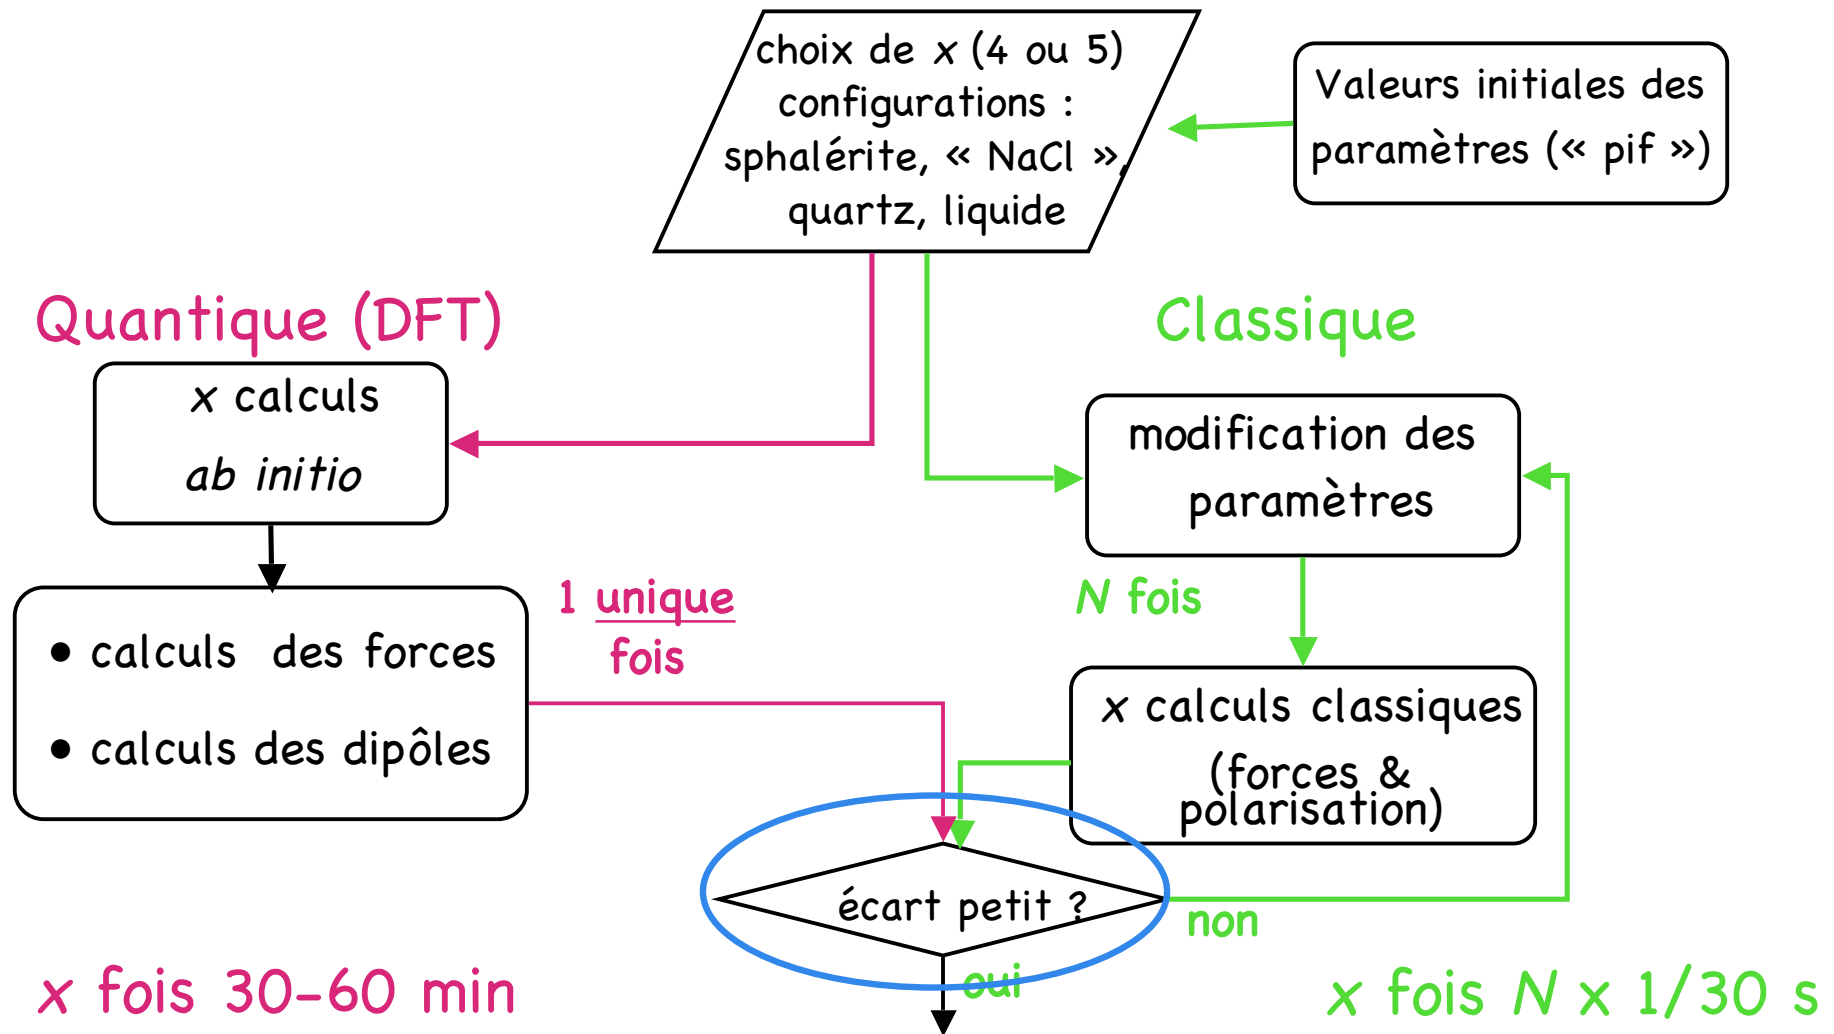 choix de x (4 ou 5)
configurations :
sphalérite, « NaCl »,
quartz, liquide
Valeurs initiales des
paramètres (« pif »)
Quantique (DFT)
Classique
x calculs
ab initio
modification des
paramètres
• calculs des forces
• calculs des dipôles
1 unique
fois
N fois
x calculs classiques
(forces &
polarisation)
écart petit ?
non
oui
x fois 30-60 min
x fois N x 1/30 s